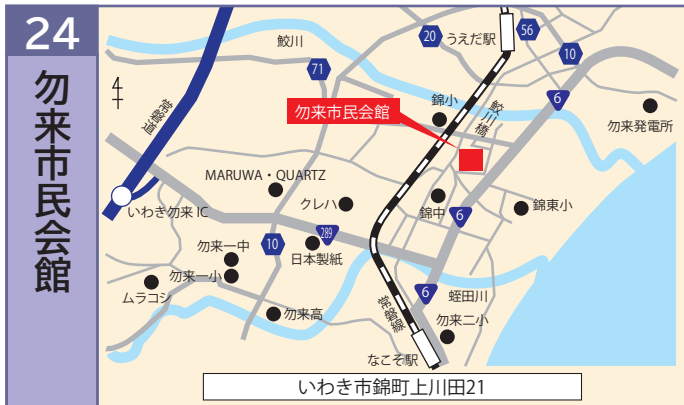 24
勿来市民会館
鮫川
20
うえだ駅
56
10
71
6
常磐道
勿来市民会館
錦小
鮫川橋
勿来発電所
MARUWA・QUARTZ
クレハ
いわき勿来 IC
錦中
錦東小
6
289
10
日本製紙
勿来一中
勿来一小
ムラコシ
6
蛭田川
勿来高
常磐線
勿来二小
なこそ駅
いわき市錦町上川田21